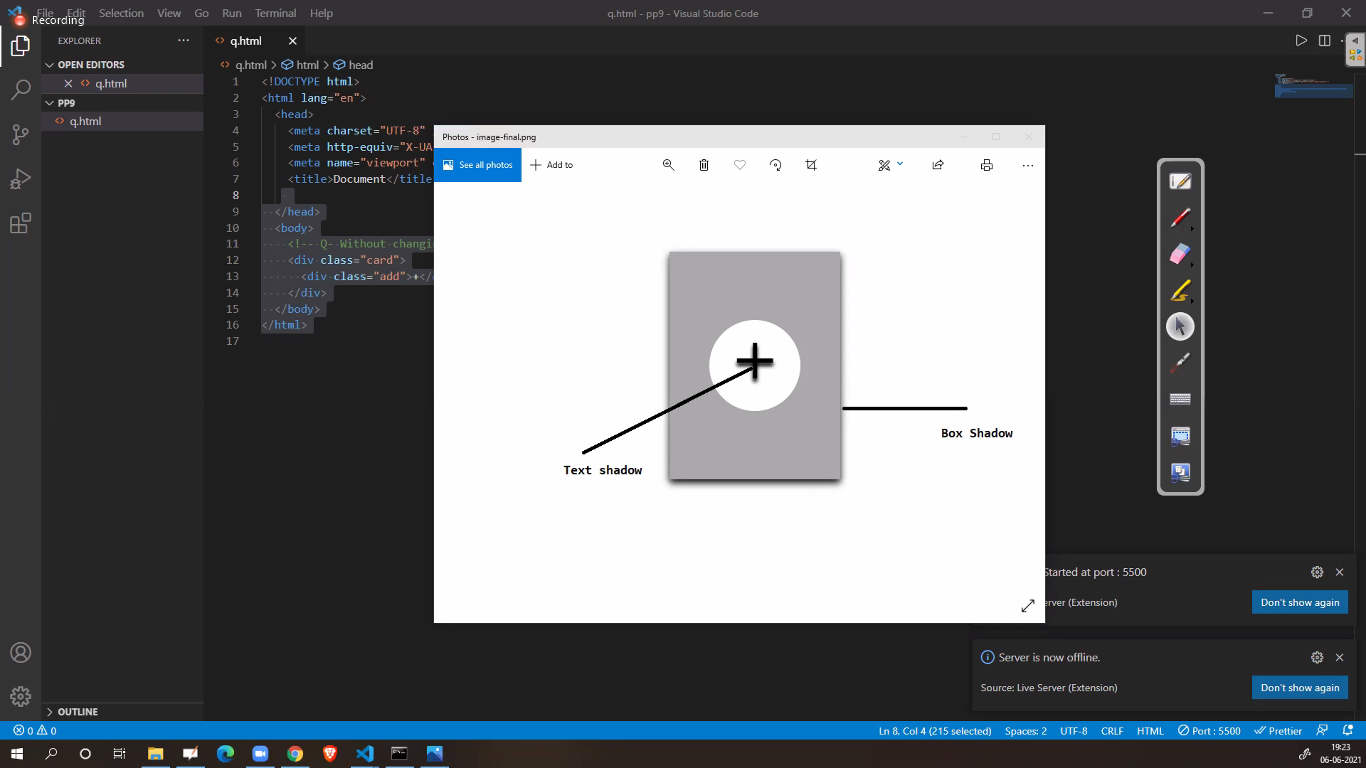 File Edit Selection View Go Run Terminal Help
q.html - pp9 - Visual Studio Code
Recording
EXPLORER
OPEN EDITORS
q.html
PP9
q.html
OUTLINE
q.html
q.html > html > head
1 <!DOCTYPE html>
2 <html lang="en">
3 <head>
4 <meta charset="UTF-8"
5 <meta http-equiv="X-UA
6 <meta name="viewport"
7 <title>Document</title
8
9 </head>
10 <body>
11 <!-- Q- Without changin
12 <div class="card">
13 <div class="add">+</
14 </div>
15 </body>
16 </html>
17
Photos - image-final.png
See all photos
Add to
+
Box Shadow
Text shadow
Started at port : 5500
erver (Extension)
Don't show again
Server is now offline.
Source: Live Server (Extension)
Don't show again
0 0
Ln 8, Col 4 (215 selected) Spaces: 2 UTF-8 CRLF HTML Port : 5500 Prettier
19:23
06-06-2021